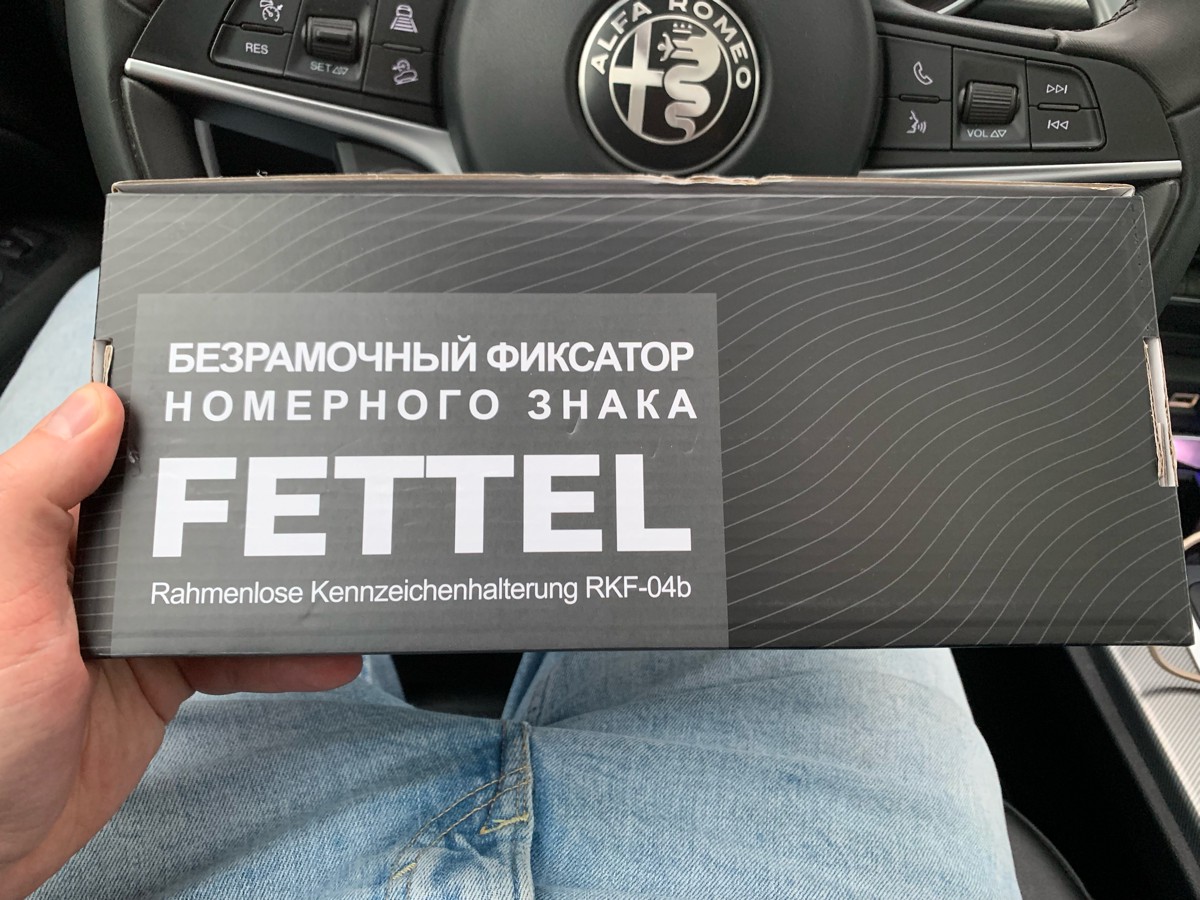 RES
SET
ALFA ROMEO
VOL
БЕЗРАМОЧНЫЙ ФИКСАТОР
НОМЕРНОГО ЗНАКА
FETTEL
Rahmenlose Kennzeichenhalterung RKF-04b